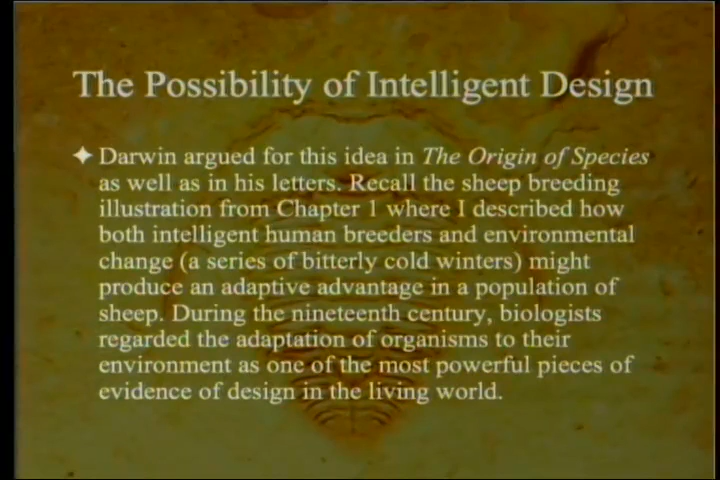 The Possibility of Intelligent Design
Darwin argued for this idea in The Origin of Species
as well as in his letters. Recall the sheep breeding
illustration from Chapter 1 where I described how
both intelligent human breeders and environmental
change (a series of bitterly cold winters) might
produce an adaptive advantage in a population of
sheep. During the nineteenth century, biologists
regarded the adaptation of organisms to their
environment as one of the most powerful pieces of
evidence of design in the living world.